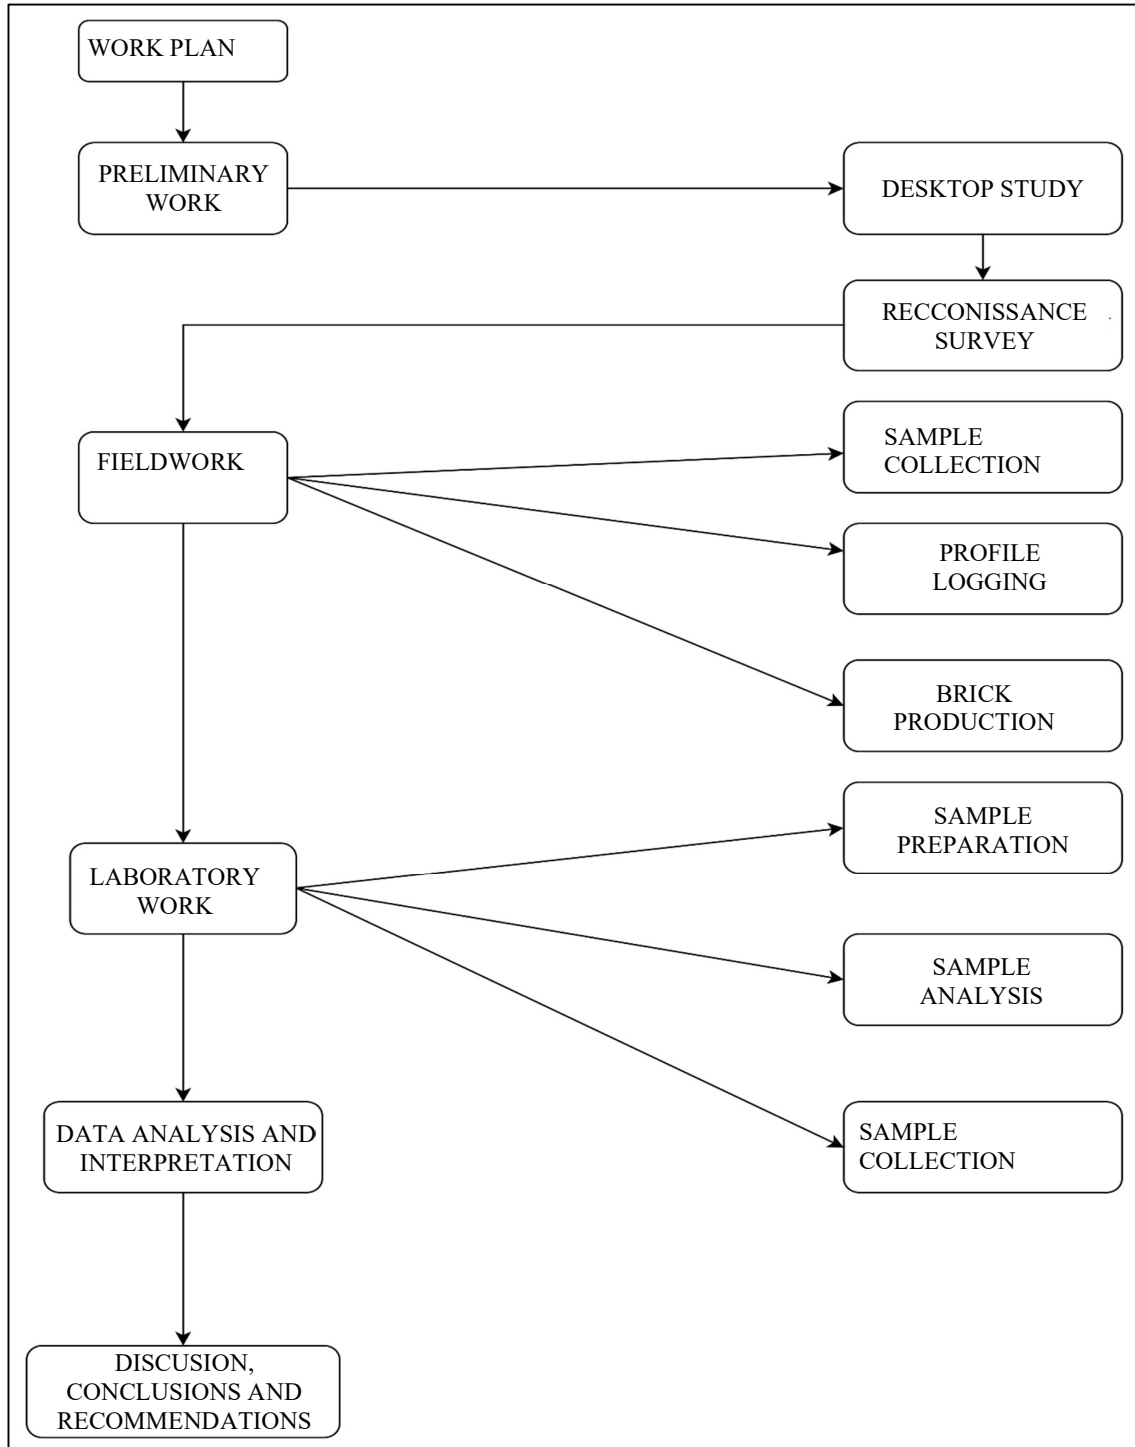 WORK PLAN
PRELIMINARY
WORK
DESKTOP STUDY
RECCONISSANCE
SURVEY
FIELDWORK
SAMPLE
COLLECTION
PROFILE
LOGGING
BRICK
PRODUCTION
SAMPLE
PREPARATION
LABORATORY
WORK
SAMPLE
ANALYSIS
SAMPLE
COLLECTION
DATA ANALYSIS AND
INTERPRETATION
DISCUSION,
CONCLUSIONS AND
RECOMMENDATIONS